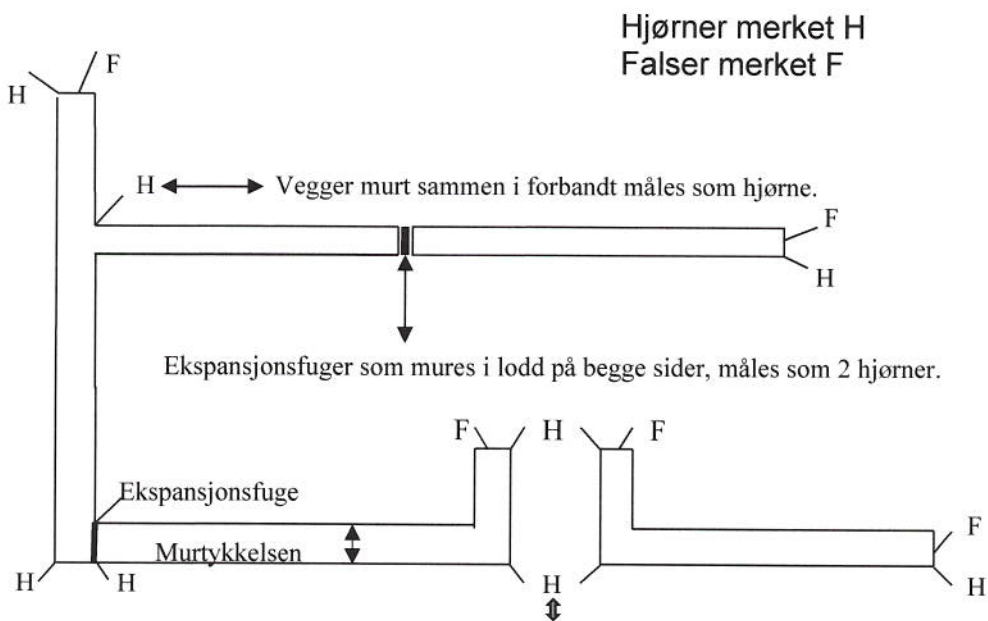 Hjørner merket H
Falser merket F
F
H
H
Vegger murt sammen i forbandt måles som hjørne.
F
H
Ekspansjonsfuger som mures i lodd på begge sider, måles som 2 hjørner.
F
H
F
Ekspansjonsfuge
Murtykkelsen
F
H
H
H
H